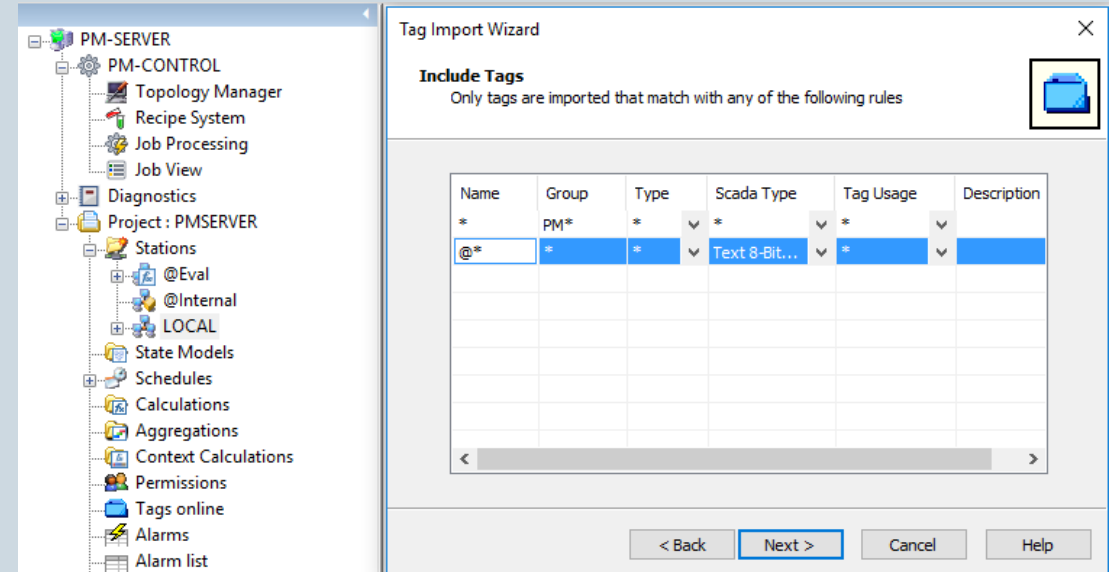 PM-SERVER
PM-CONTROL
Topology Manager
Recipe System
Job Processing
Job View
Diagnostics
Project : PMSERVER
Stations
@Eval
@Internal
LOCAL
State Models
Schedules
Calculations
Aggregations
Context Calculations
Permissions
Tags online
Alarms
Alarm list
Tag Import Wizard
Include Tags
Only tags are imported that match with any of the following rules
Name Group Type Scada Type Tag Usage Description
* PM* * * *
@* * * Text 8-Bit... *
< Back Next > Cancel Help